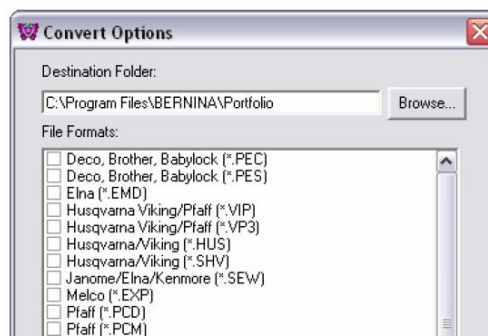 Convert Options
Destination Folder:
C:\Program Files\BERNINA\Portfolio
Browse...
File Formats:
Deco, Brother, Babylock (*.PEC)
Deco, Brother, Babylock (*.PES)
Elna (*.EMD)
Husqvarna Viking/Pfaff (*.VIP)
Husqvarna Viking/Pfaff (*.VP3)
Husqvarna/Viking (*.HUS)
Husqvarna/Viking (*.SHV)
Janome/Elna/Kenmore (*.SEW)
Melco (*.EXP)
Pfaff (*.PCD)
Pfaff (*.PCM)